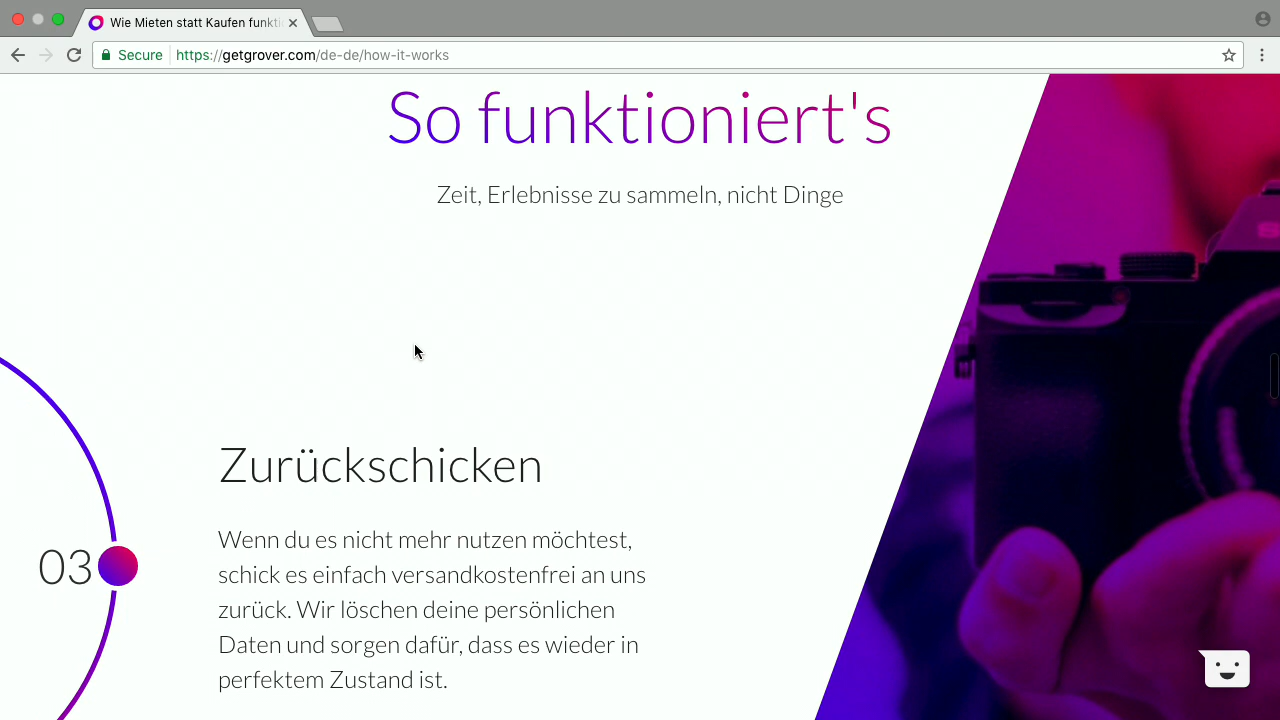 Wie Mieten statt Kaufen funkti
Secure
https://getgrover.com/de-de/how-it-works
So funktioniert's
Zeit, Erlebnisse zu sammeln, nicht Dinge
Zurückschicken
03
Wenn du es nicht mehr nutzen möchtest,
schick es einfach versandkostenfrei an uns
zurück. Wir löschen deine persönlichen
Daten und sorgen dafür, dass es wieder in
perfektem Zustand ist.